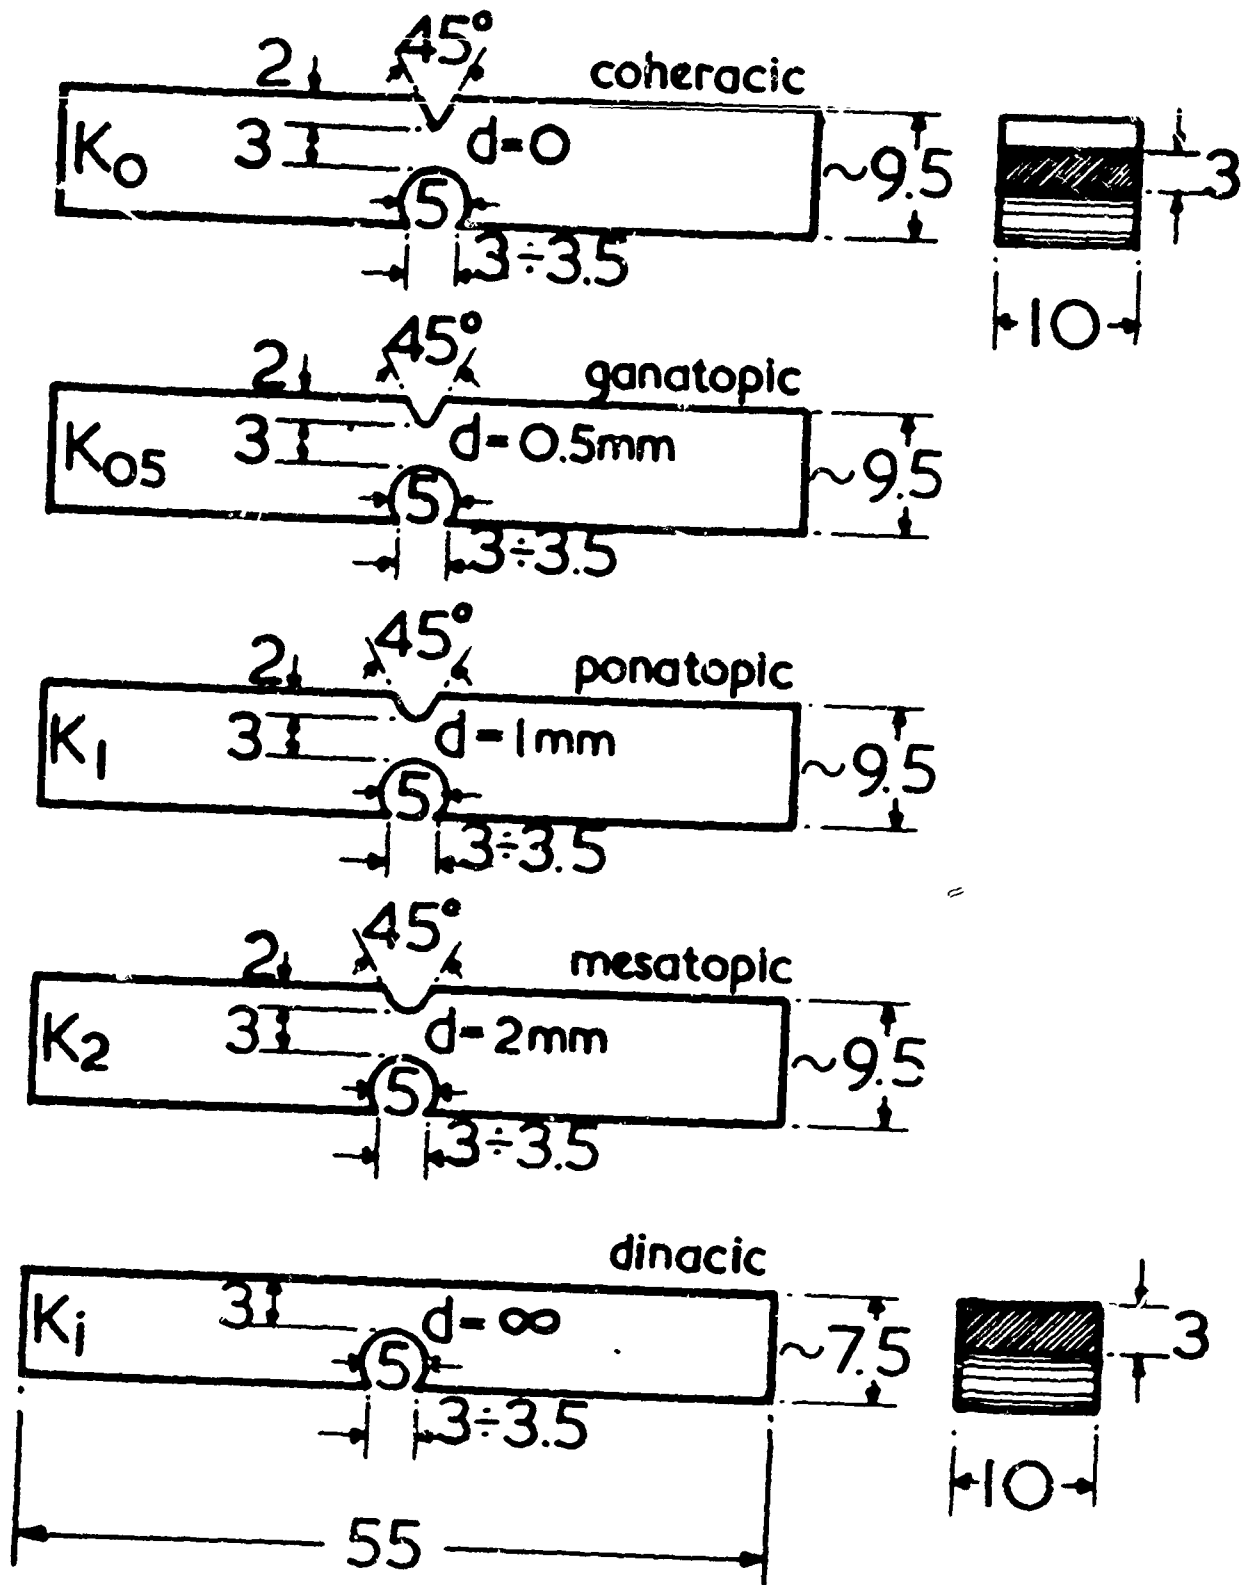 45°
2 coheracic
K0 3 d=0 ~9.5 3
5
3÷3.5
10
45°
2 ganatopic
K05 3 d=0.5mm ~9.5
5
3÷3.5
45°
2 ponatopic
K1 3 d=1mm ~9.5
5
3÷3.5
45°
2 mesatopic
K2 3 d=2mm ~9.5
5
3÷3.5
dinacic
Ki 3 d=∞ ~7.5 3
5
3÷3.5
10
55